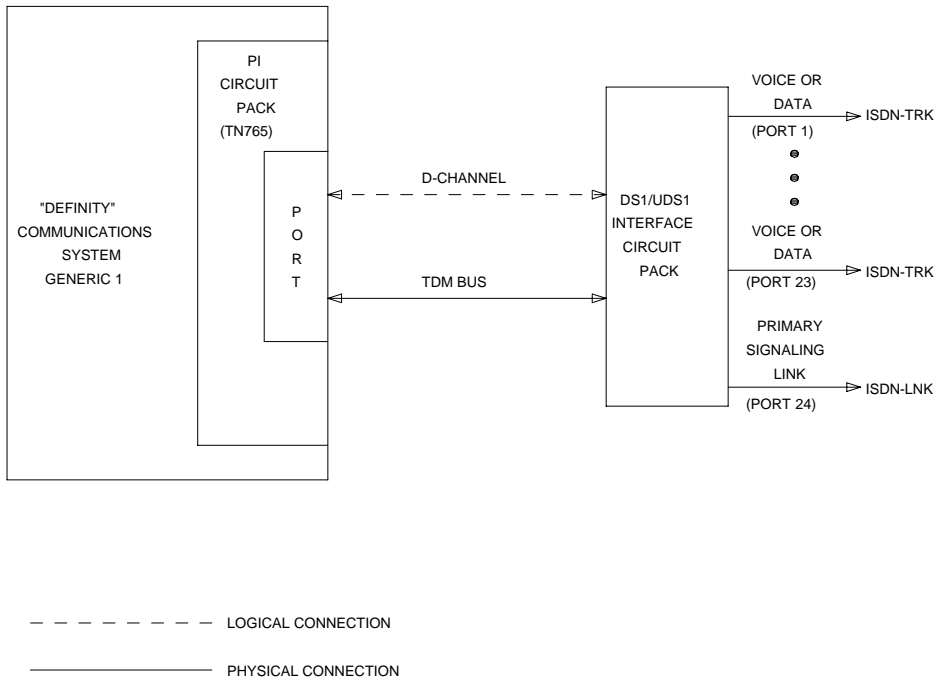 PI
CIRCUIT
PACK
(TN765)
"DEFINITY"
COMMUNICATIONS
SYSTEM
GENERIC 1
P
O
R
T
D-CHANNEL
TDM BUS
DS1/UDS1
INTERFACE
CIRCUIT
PACK
VOICE OR
DATA
(PORT 1)
ISDN-TRK
VOICE OR
DATA
(PORT 23)
ISDN-TRK
PRIMARY
SIGNALING
LINK
(PORT 24)
ISDN-LNK
LOGICAL CONNECTION
PHYSICAL CONNECTION